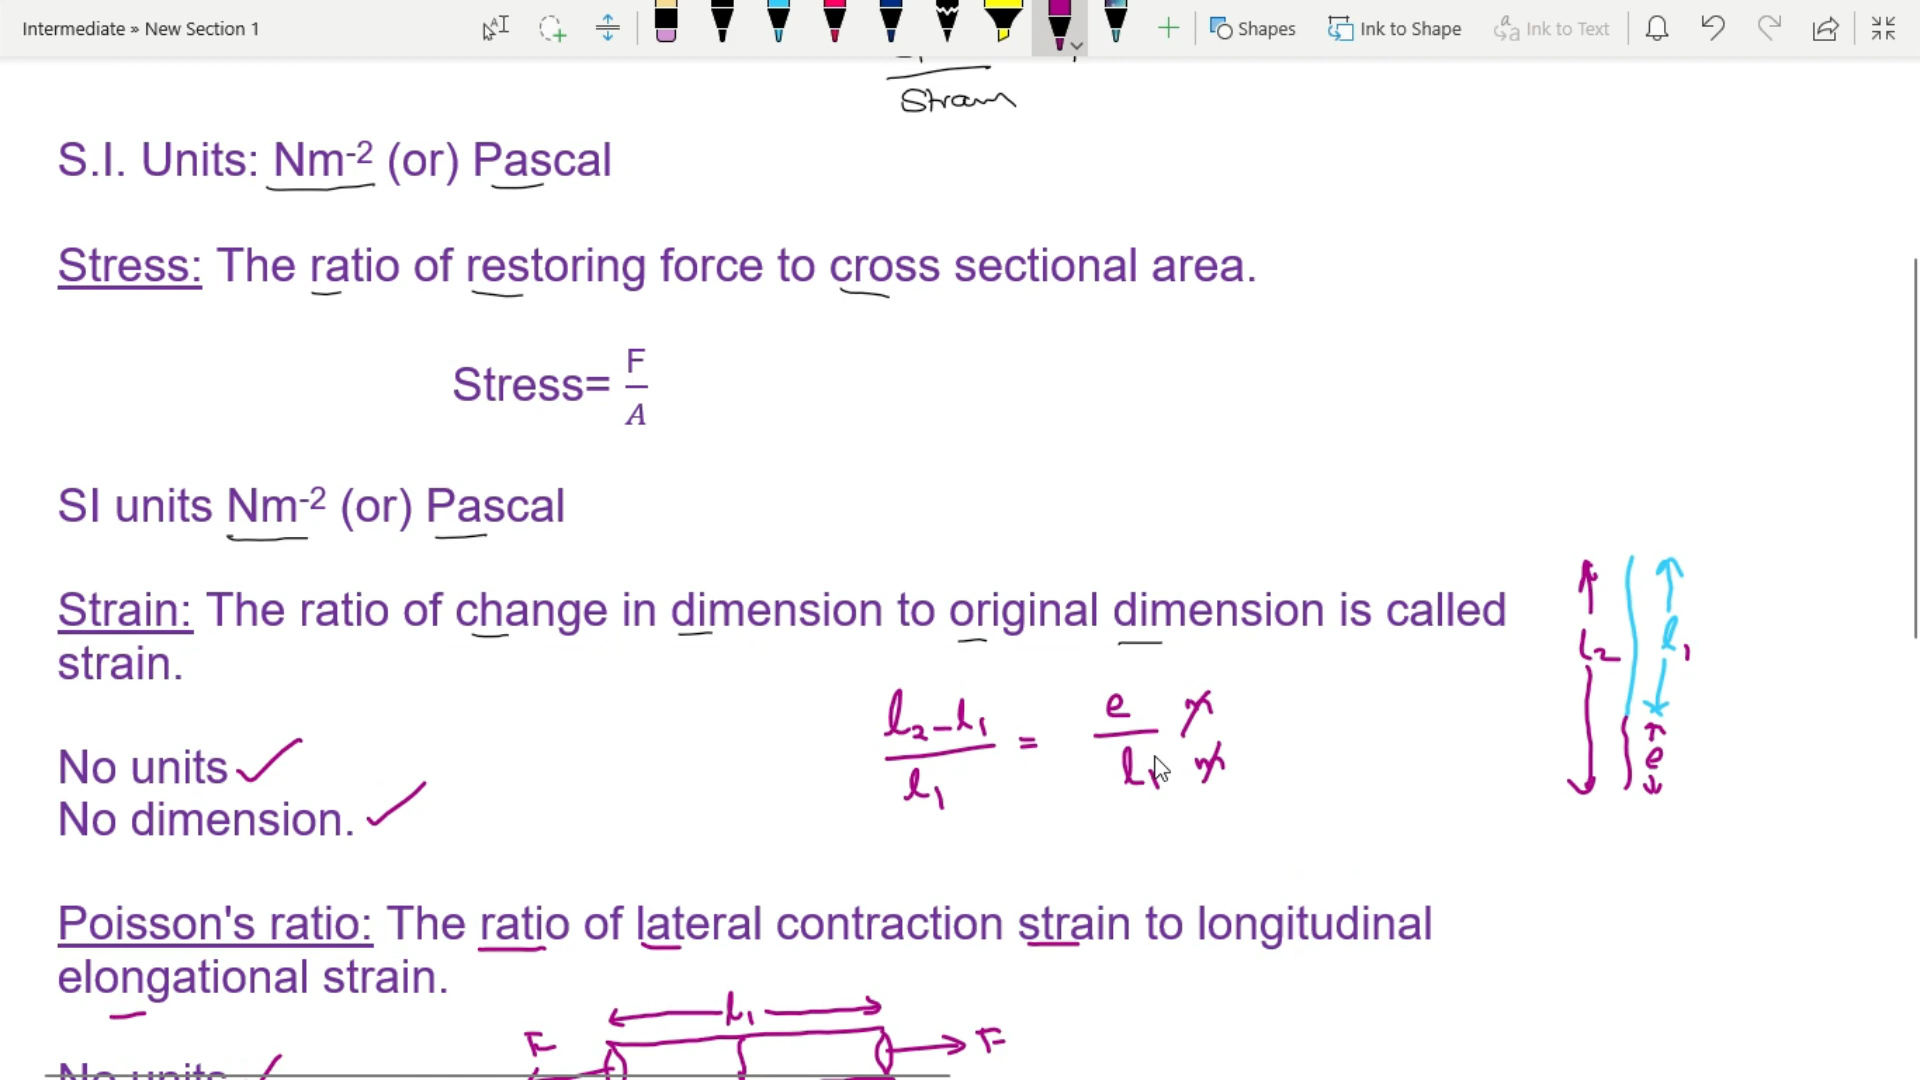 Intermediate » New Section 1
Shapes
Ink to Shape
Ink to Text
Strain
S.I. Units: Nm-2 (or) Pascal
Stress: The ratio of restoring force to cross sectional area.
Stress= F
A
SI units Nm-2 (or) Pascal
Strain: The ratio of change in dimension to original dimension is called
strain.
l2-l1 / l1 = e / l1 m / m
l2 l1
e
No units
No dimension.
Poisson's ratio: The ratio of lateral contraction strain to longitudinal
elongational strain.
l1
F F
No units